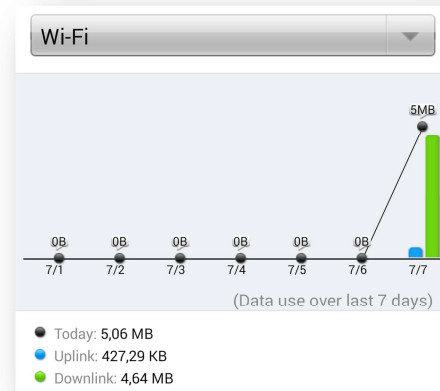 Wi-Fi
5MB
0B 0B 0B 0B 0B 0B
7/1 7/2 7/3 7/4 7/5 7/6 7/7
(Data use over last 7 days)
Today: 5,06 MB
Uplink: 427,29 KB
Downlink: 4,64 MB